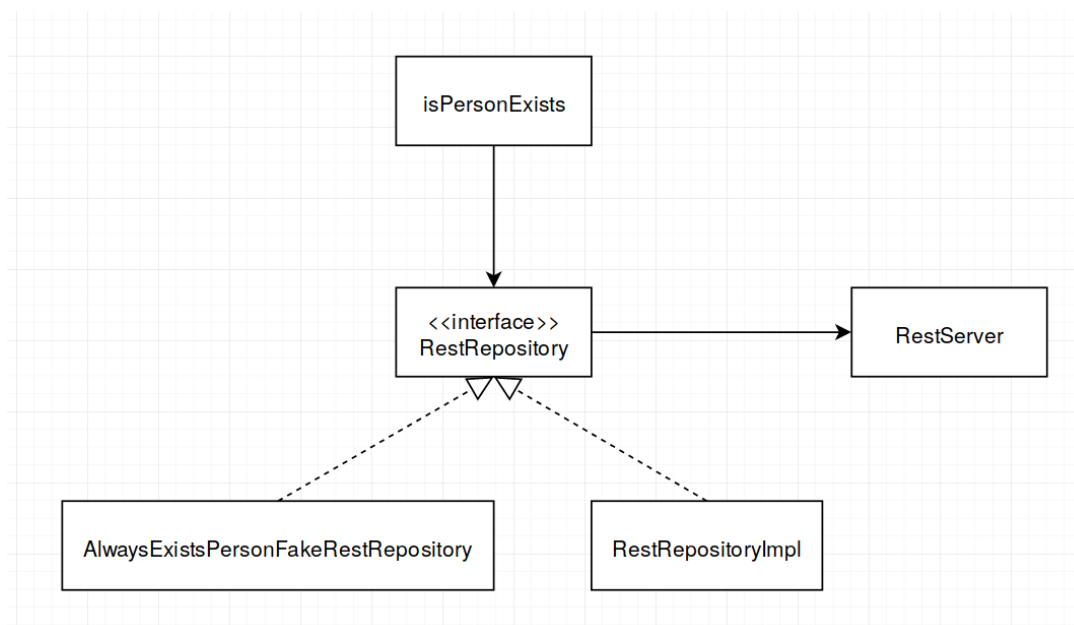 isPersonExists
<<interface>>
RestRepository
RestServer
AlwaysExistsPersonFakeRestRepository
RestRepositoryImpl